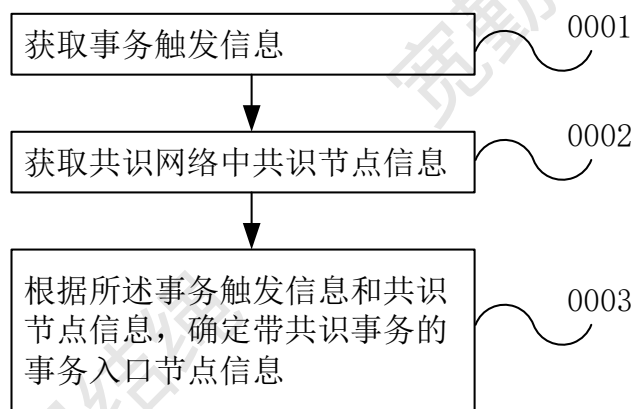 获取事务触发信息
0001
获取共识网络中共识节点信息
0002
根据所述事务触发信息和共识
节点信息，确定带共识事务的
事务入口节点信息
0003